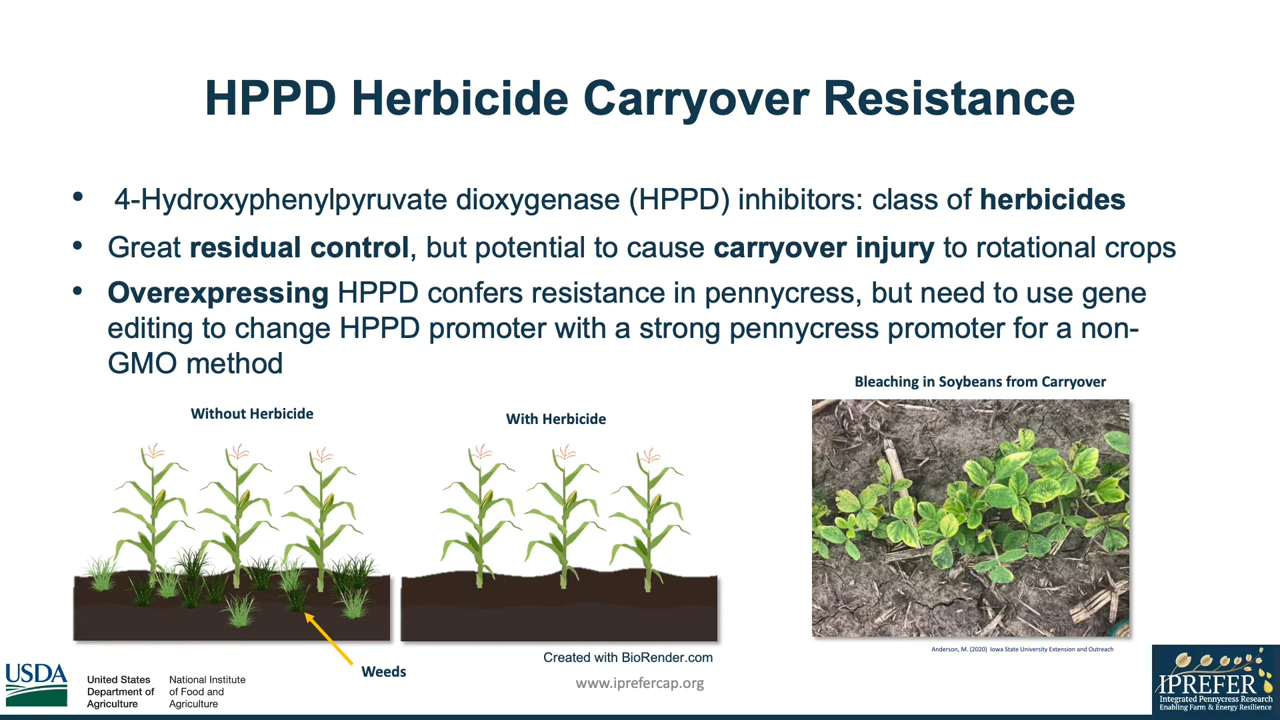 HPPD Herbicide Carryover Resistance
• 4-Hydroxyphenylpyruvate dioxygenase (HPPD) inhibitors: class of herbicides
• Great residual control, but potential to cause carryover injury to rotational crops
• Overexpressing HPPD confers resistance in pennycress, but need to use gene
editing to change HPPD promoter with a strong pennycress promoter for a non-
GMO method
Without Herbicide
With Herbicide
Weeds
Created with BioRender.com
Bleaching in Soybeans from Carryover
Anderson, M. (2020) Iowa State University Extension and Outreach
USDA
United States
Department of
Agriculture
National Institute
of Food and
Agriculture
www.iprefercap.org
IPREFER
Integrated Pennycress Research
Enabling Farm & Energy Resilience